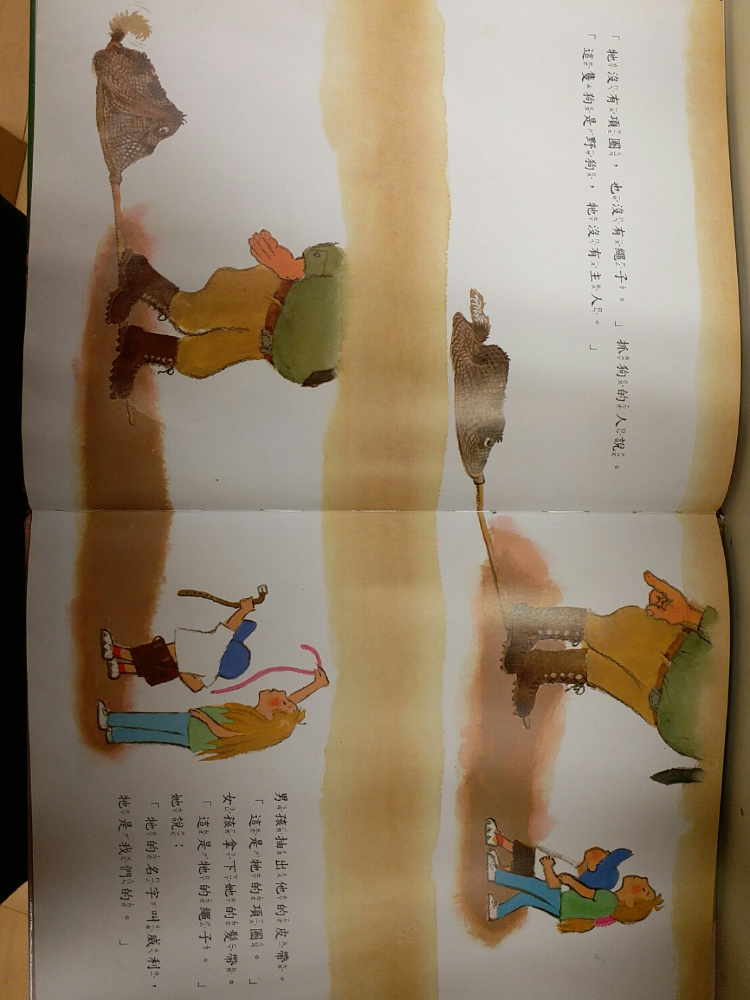 「牠沒有項圈，也沒有繩子。」抓狗的人說。
「這隻狗是野狗，牠沒有主人。」
男孩抽出他的皮帶。
「這是牠的項圈。」
女孩拿下她的髮帶。
「這是牠的繩子。」
她說：
「牠的名字叫威利，
牠是我們的。」